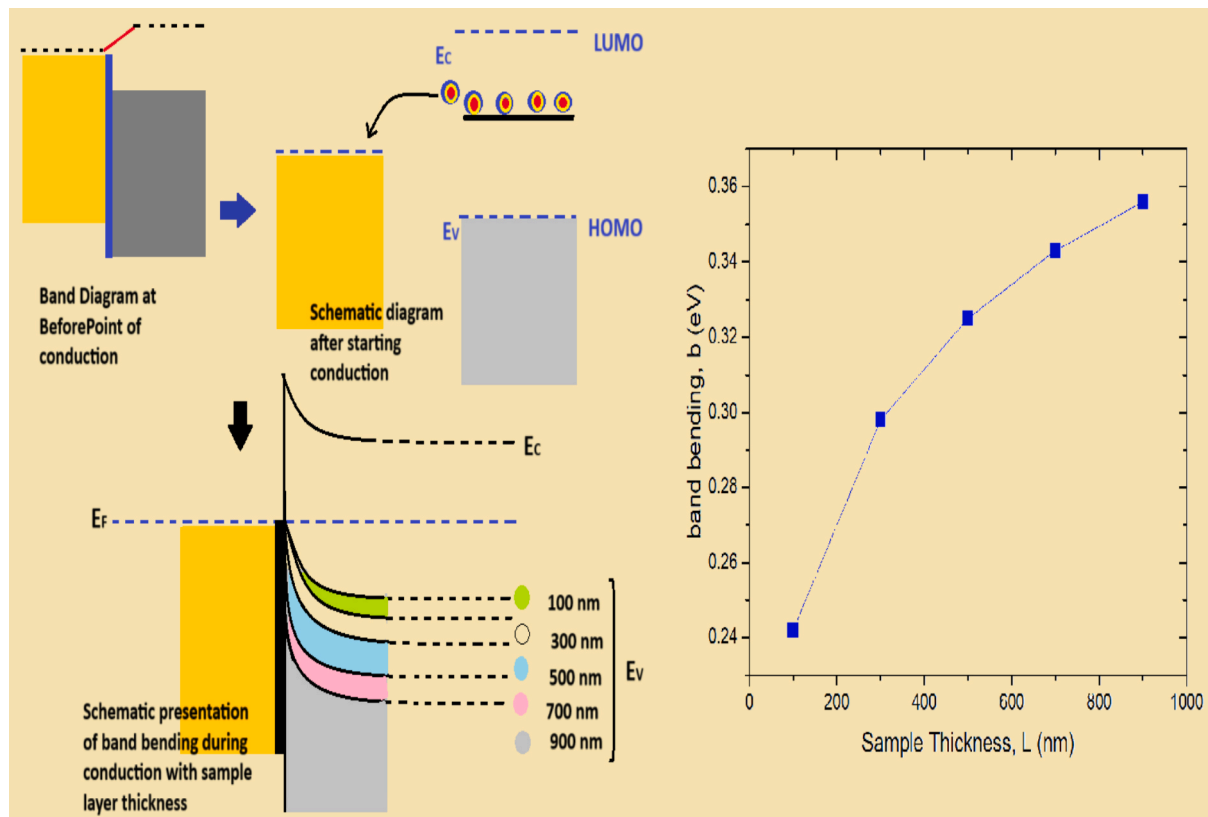 Band Diagram at
BeforePoint of
conduction
EC
LUMO
EV
HOMO
Schematic diagram
after starting
conduction
EC
EF
100 nm
300 nm
500 nm
700 nm
900 nm
EV
Schematic presentation
of band bending during
conduction with sample
layer thickness
band bending, b (eV)
0.36
0.34
0.32
0.30
0.28
0.26
0.24
0
200
400
600
800
1000
Sample Thickness, L (nm)